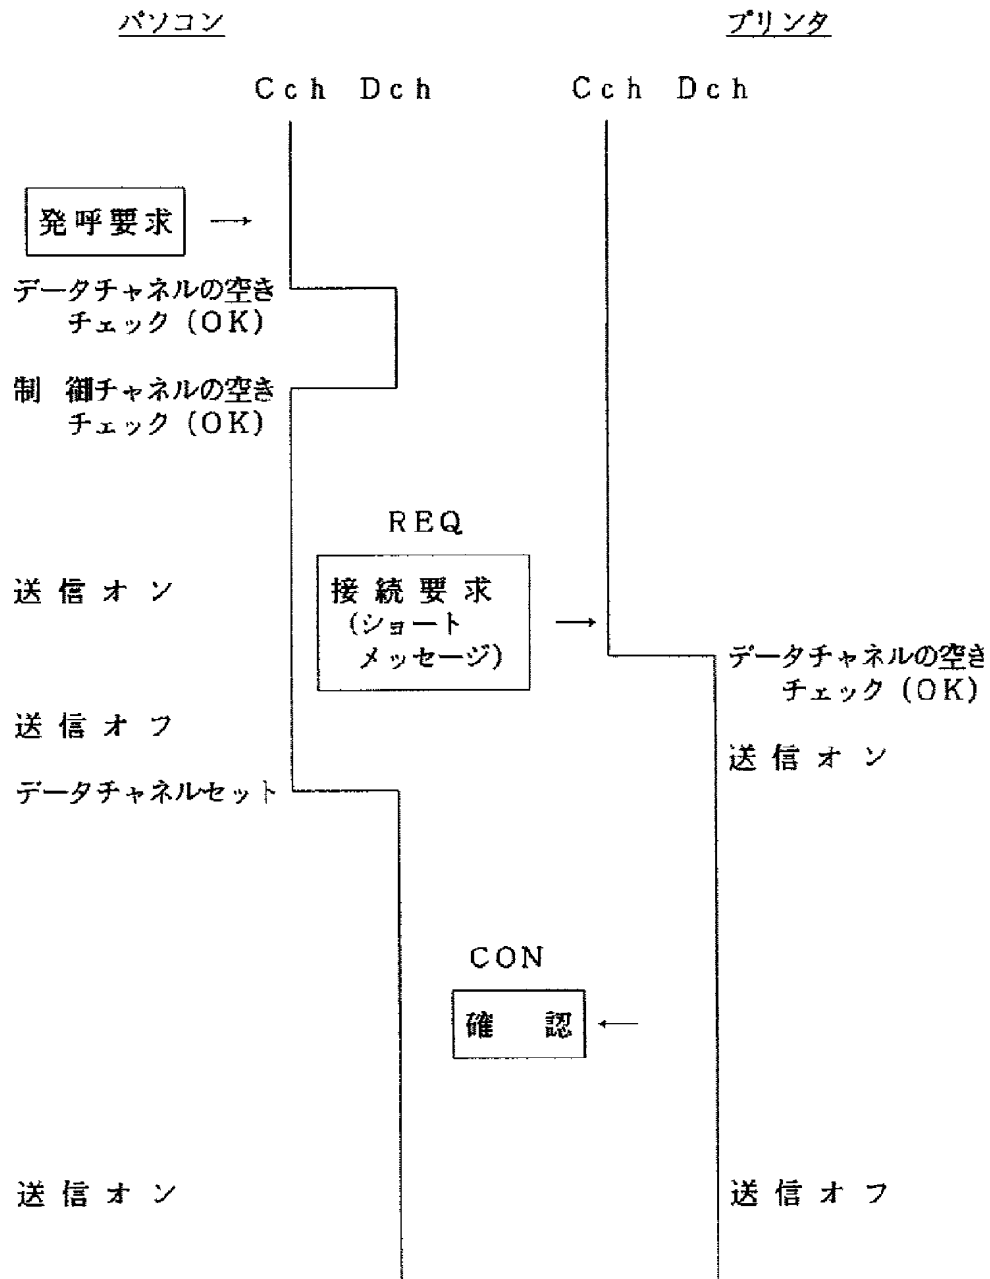 パソコン
プリンタ
Cch Dch
Cch Dch
発呼要求
データチャネルの空き
チェック(OK)
制 御チャネルの空き
チェック(OK)
REQ
送信オン
接続要求
(ショート
メッセージ)
データチャネルの空き
チェック(OK)
送信オフ
送信オン
データチャネルセット
CON
確 認
送信オン
送信オフ